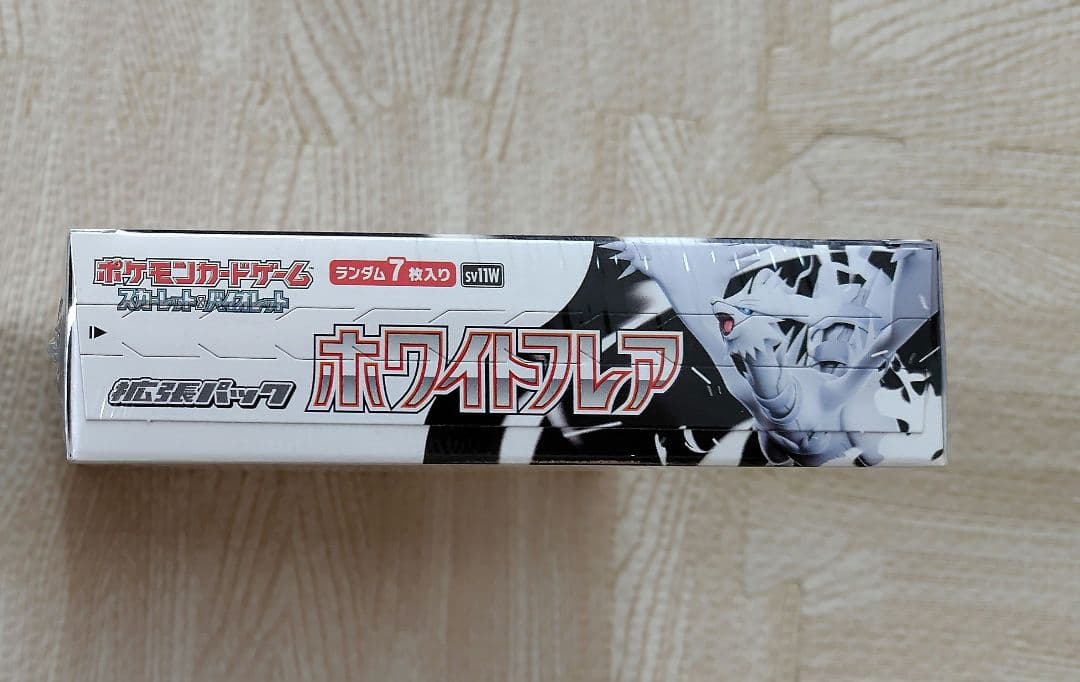 ポケモンカードゲーム
スカーレット&バイオレット
ランダム7枚入り
sv11W
拡張パック
ホワイトフレア